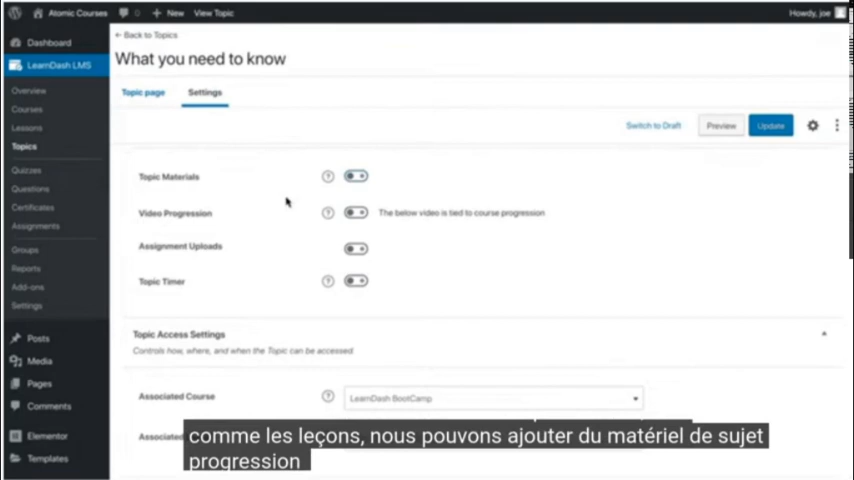 Atomic Courses 0 New View Topic Howdy, joe
Dashboard
LearnDash LMS
Overview
Courses
Lessons
Topics
Quizzes
Questions
Certificates
Assignments
Groups
Reports
Add-ons
Settings
Posts
Media
Pages
Comments
Elementor
Templates
← Back to Topics
What you need to know
Topic page Settings
Switch to Draft Preview Update
Topic Materials
Video Progression The below video is tied to course progression
Assignment Uploads
Topic Timer
Topic Access Settings
Controls how, where, and when the Topic can be accessed
Associated Course LearnDash BootCamp
comme les leçons, nous pouvons ajouter du matériel de sujet
progression